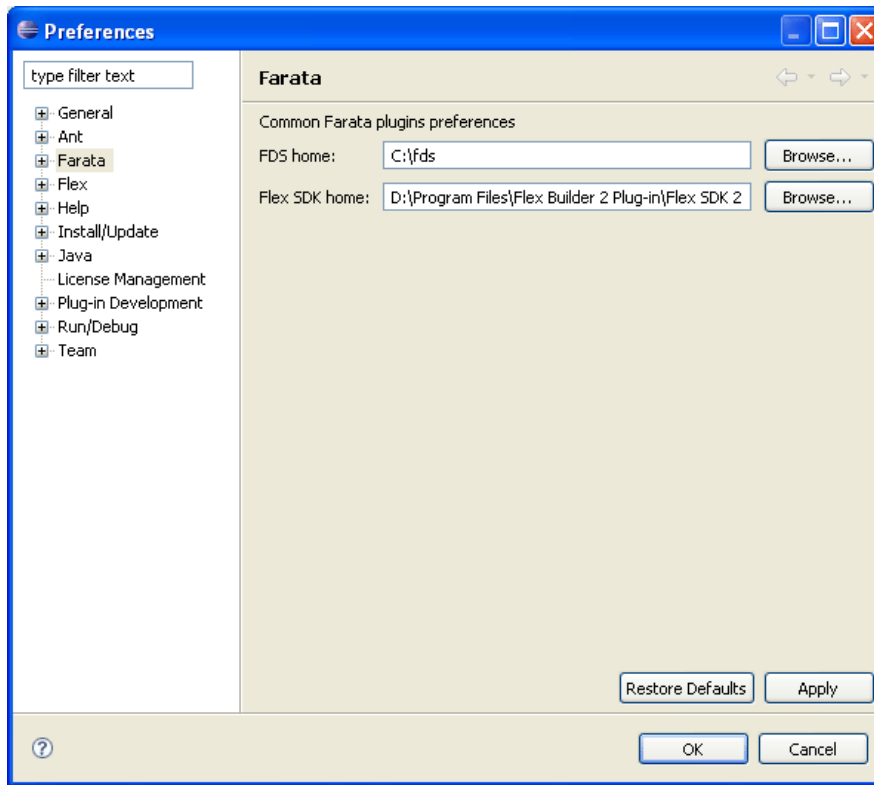 Preferences
type filter text
General
Ant
Farata
Flex
Help
Install/Update
Java
License Management
Plug-in Development
Run/Debug
Team
Farata
Common Farata plugins preferences
FDS home: C:\fds Browse...
Flex SDK home: D:\Program Files\Flex Builder 2 Plug-in\Flex SDK 2 Browse...
Restore Defaults Apply
? OK Cancel